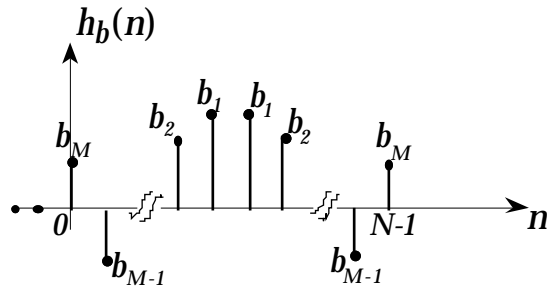 h_b(n)
b_2 b_1 b_1 b_2
b_M b_M
0 N-1 n
b_{M-1} b_{M-1}